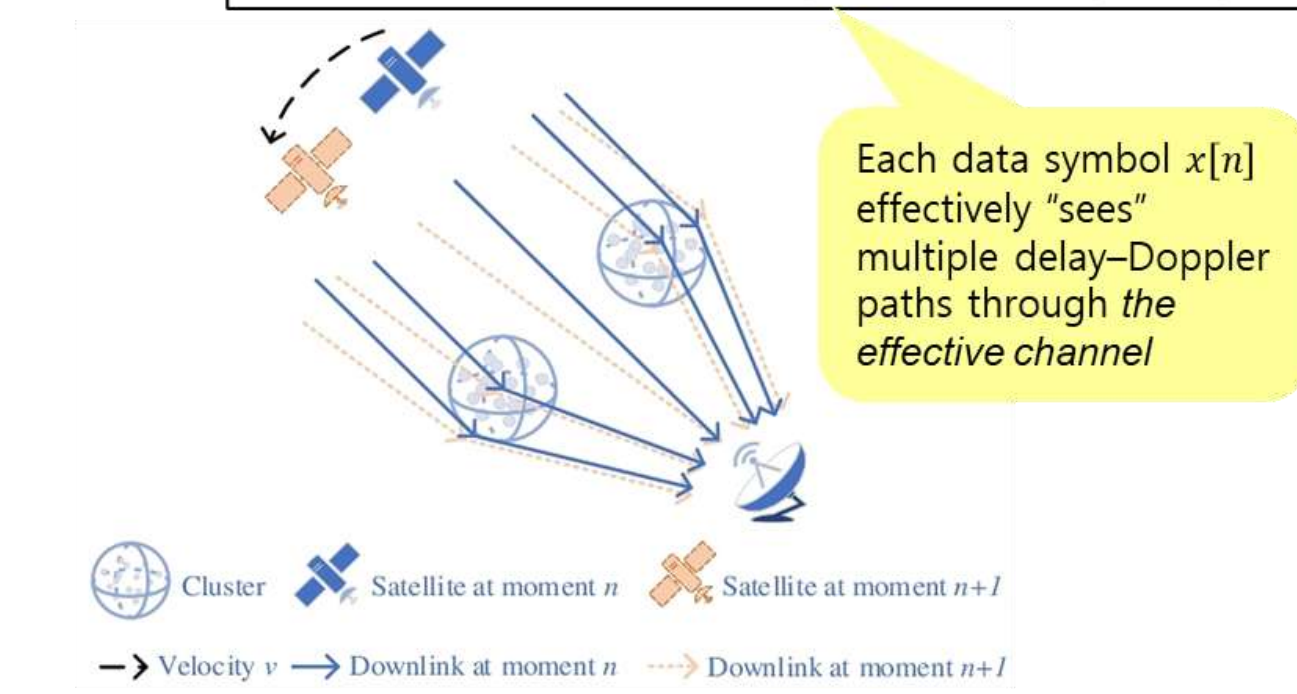 Each data symbol x[n]
effectively "sees"
multiple delay–Doppler
paths through the
effective channel
Cluster
Satellite at moment n
Satellite at moment n+1
Velocity v
Downlink at moment n
Downlink at moment n+1